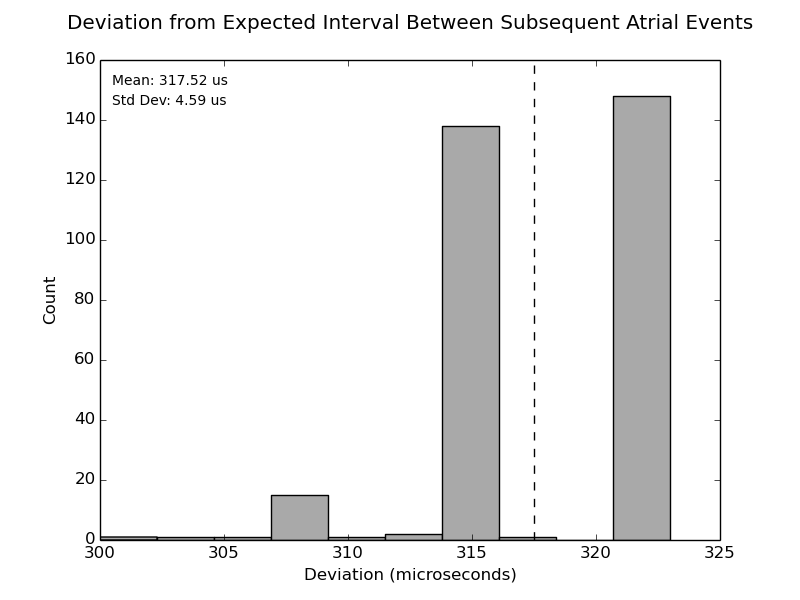 Deviation from Expected Interval Between Subsequent Atrial Events
160
Mean: 317.52 us
Std Dev: 4.59 us
140
120
100
80
60
40
20
0
Count
300 305 310 315 320 325
Deviation (microseconds)